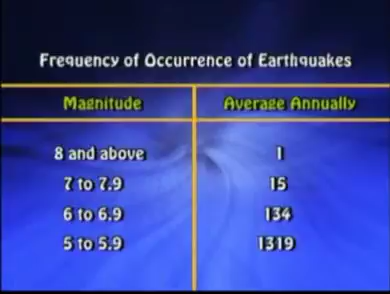 Frequency of Occurrence of Earthquakes
Magnitude Average Annually
8 and above 1
7 to 7.9 15
6 to 6.9 134
5 to 5.9 1319